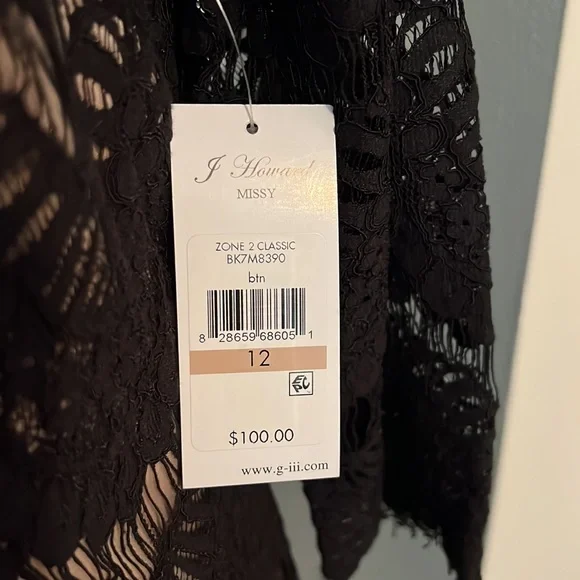 J Howard
MISSY
ZONE 2 CLASSIC
BK7M8390
btn
8 28659 68605 1
12
$100.00
www.g-iii.com